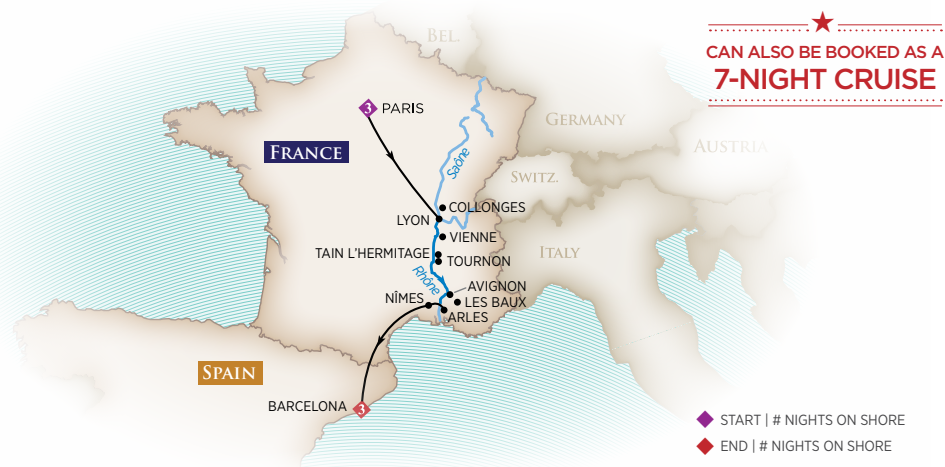 CAN ALSO BE BOOKED AS A
7-NIGHT CRUISE
BEL.
3 PARIS
GERMANY
FRANCE
AUSTRIA
Saône
SWITZ.
COLLONGES
LYON
VIENNE
ITALY
TAIN L'HERMITAGE
TOURNON
Rhône
AVIGNON
NÎMES
LES BAUX
ARLES
SPAIN
BARCELONA 3
START | # NIGHTS ON SHORE
END | # NIGHTS ON SHORE